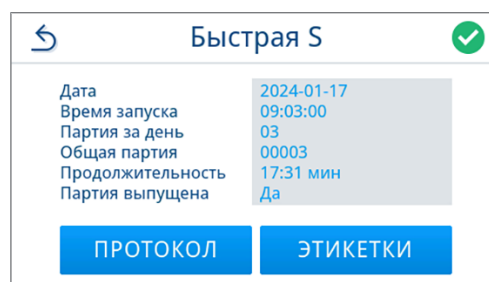 Быстрая S
Дата 2024-01-17
Время запуска 09:03:00
Партия за день 03
Общая партия 00003
Продолжительность 17:31 мин
Партия выпущена Да
ПРОТОКОЛ ЭТИКЕТКИ